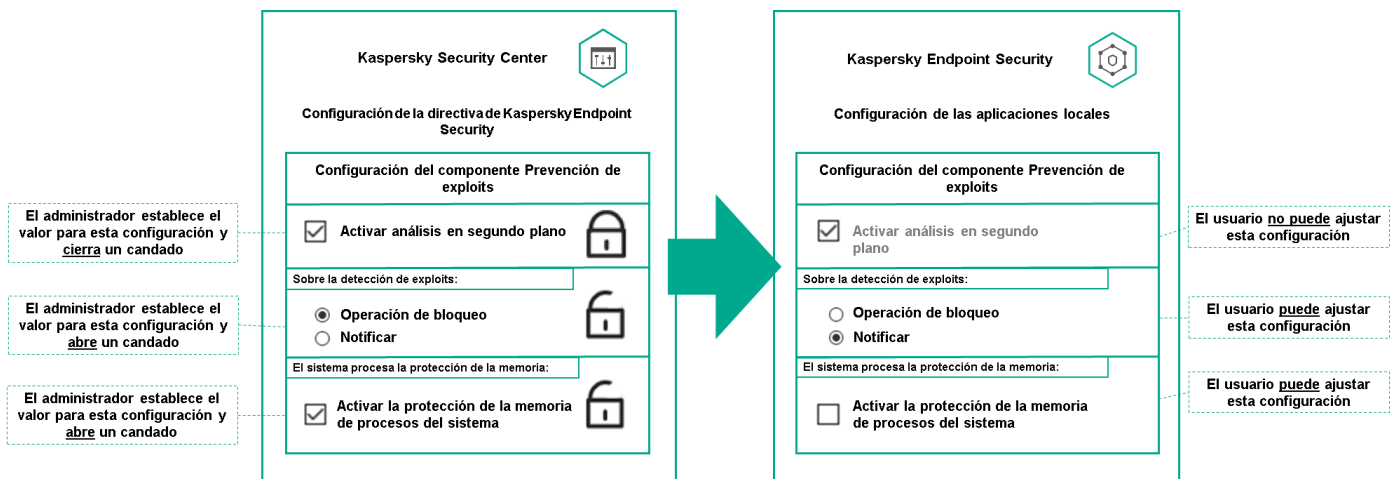 Kaspersky Security Center
Configuración de la directiva de Kaspersky Endpoint
Security
Configuración del componente Prevención de
exploits
El administrador establece el
valor para esta configuración y
cierra un candado
Activar análisis en segundo plano
Sobre la detección de exploits:
El administrador establece el
valor para esta configuración y
abre un candado
Operación de bloqueo
Notificar
El sistema procesa la protección de la memoria:
El administrador establece el
valor para esta configuración y
abre un candado
Activar la protección de la memoria
de procesos del sistema
Kaspersky Endpoint Security
Configuración de las aplicaciones locales
Configuración del componente Prevención de
exploits
Activar análisis en segundo
plano
El usuario no puede ajustar
esta configuración
Sobre la detección de exploits:
Operación de bloqueo
Notificar
El usuario puede ajustar
esta configuración
El sistema procesa la protección de la memoria:
Activar la protección de la memoria
de procesos del sistema
El usuario puede ajustar
esta configuración